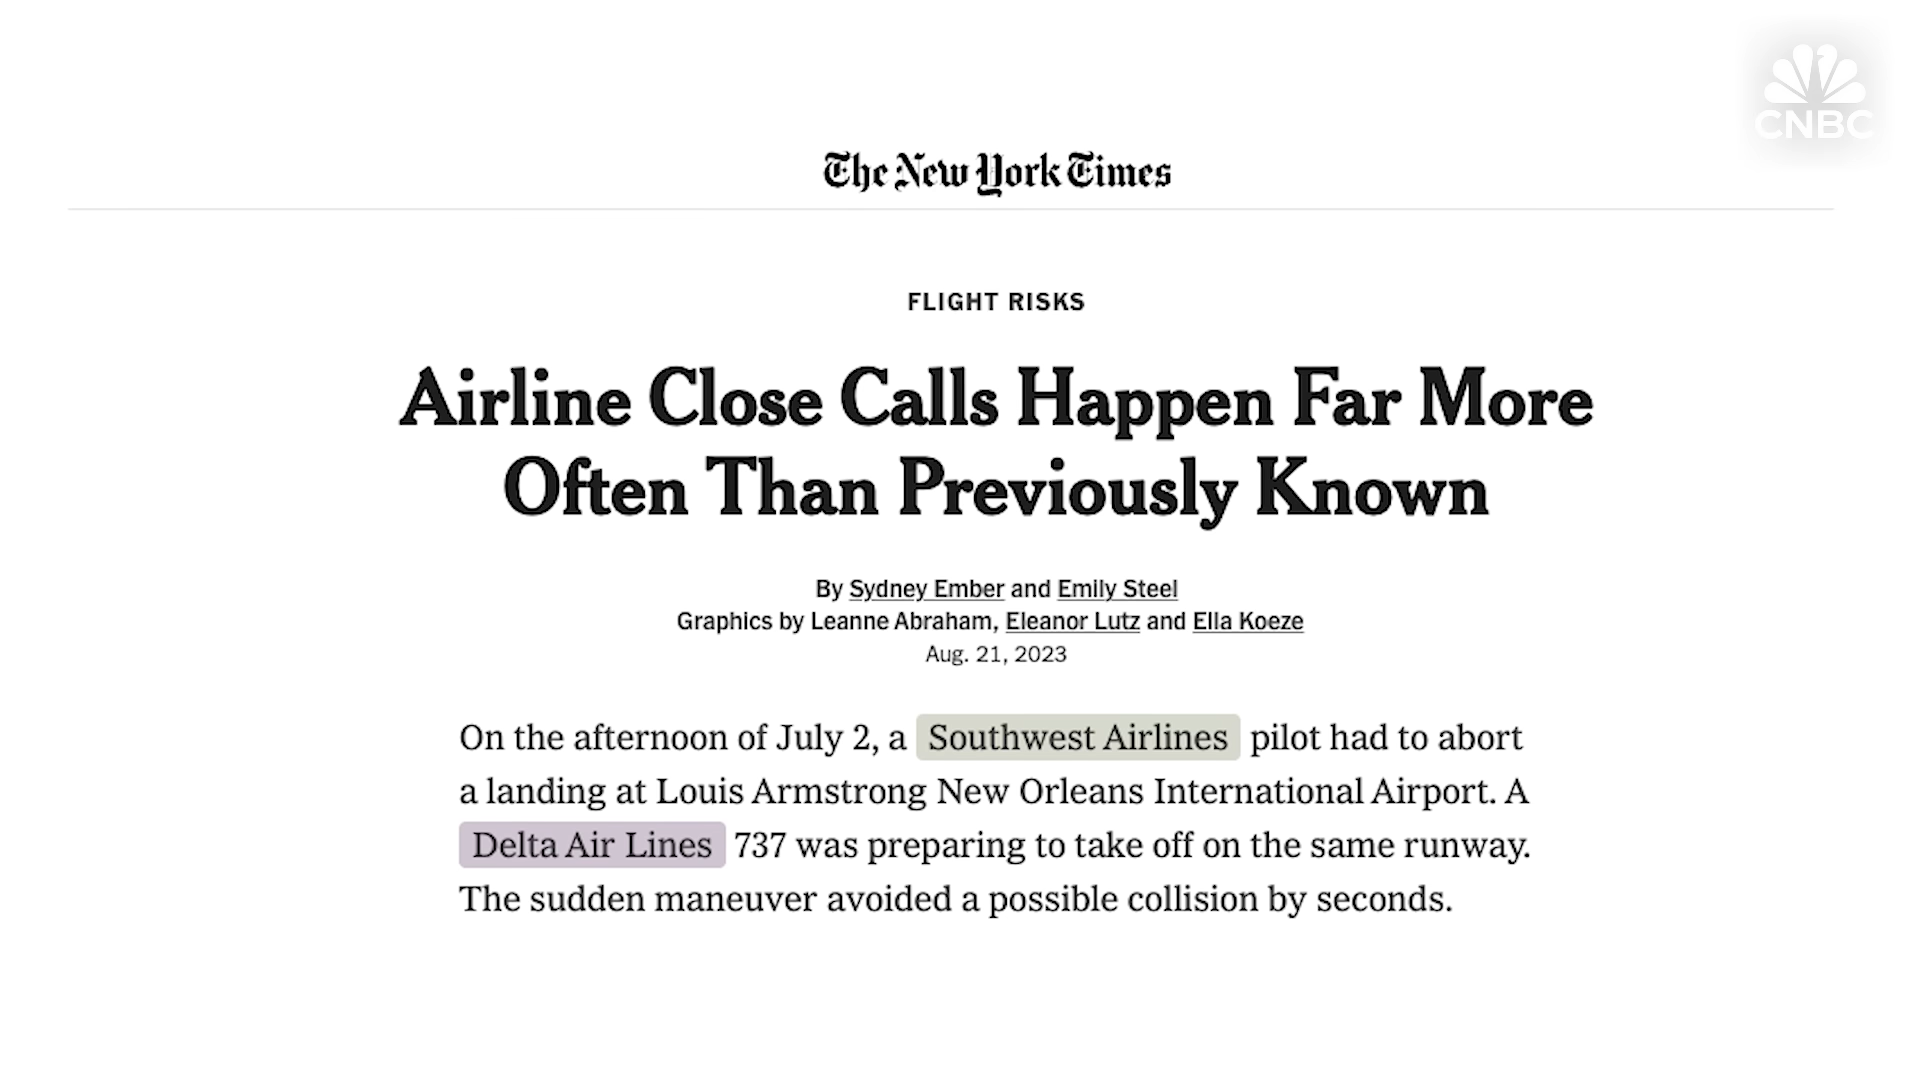 CNBC
The New York Times
FLIGHT RISKS
Airline Close Calls Happen Far More
Often Than Previously Known
By Sydney Ember and Emily Steel
Graphics by Leanne Abraham, Eleanor Lutz and Ella Koeze
Aug. 21, 2023
On the afternoon of July 2, a Southwest Airlines pilot had to abort
a landing at Louis Armstrong New Orleans International Airport. A
Delta Air Lines 737 was preparing to take off on the same runway.
The sudden maneuver avoided a possible collision by seconds.